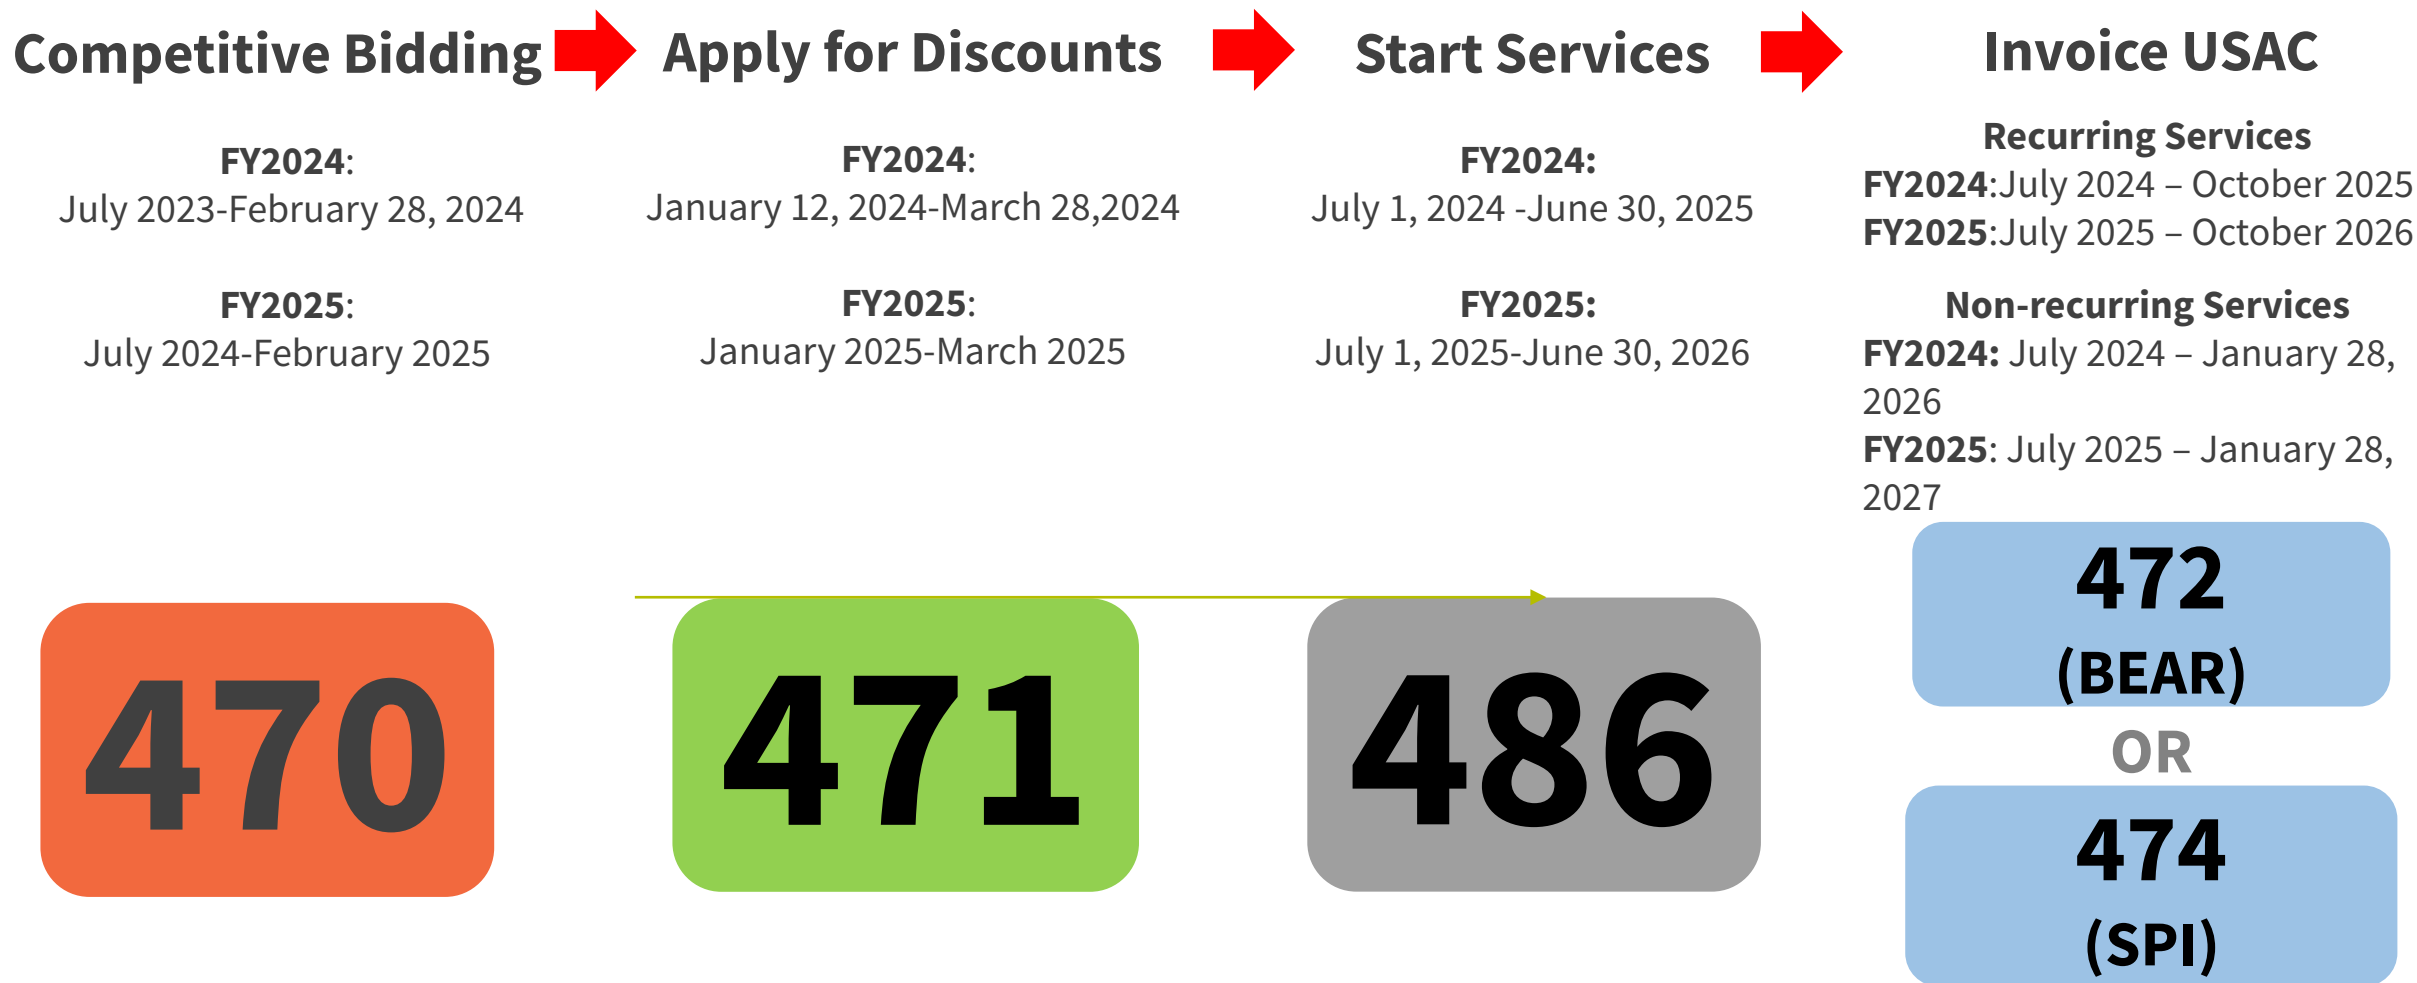 Competitive Bidding
FY2024:
July 2023-February 28, 2024
FY2025:
July 2024-February 2025
470
Apply for Discounts
FY2024:
January 12, 2024-March 28,2024
FY2025:
January 2025-March 2025
471
Start Services
FY2024:
July 1, 2024 -June 30, 2025
FY2025:
July 1, 2025-June 30, 2026
486
Invoice USAC
Recurring Services
FY2024:July 2024 – October 2025
FY2025:July 2025 – October 2026
Non-recurring Services
FY2024: July 2024 – January 28,
2026
FY2025: July 2025 – January 28,
2027
472
(BEAR)
OR
474
(SPI)